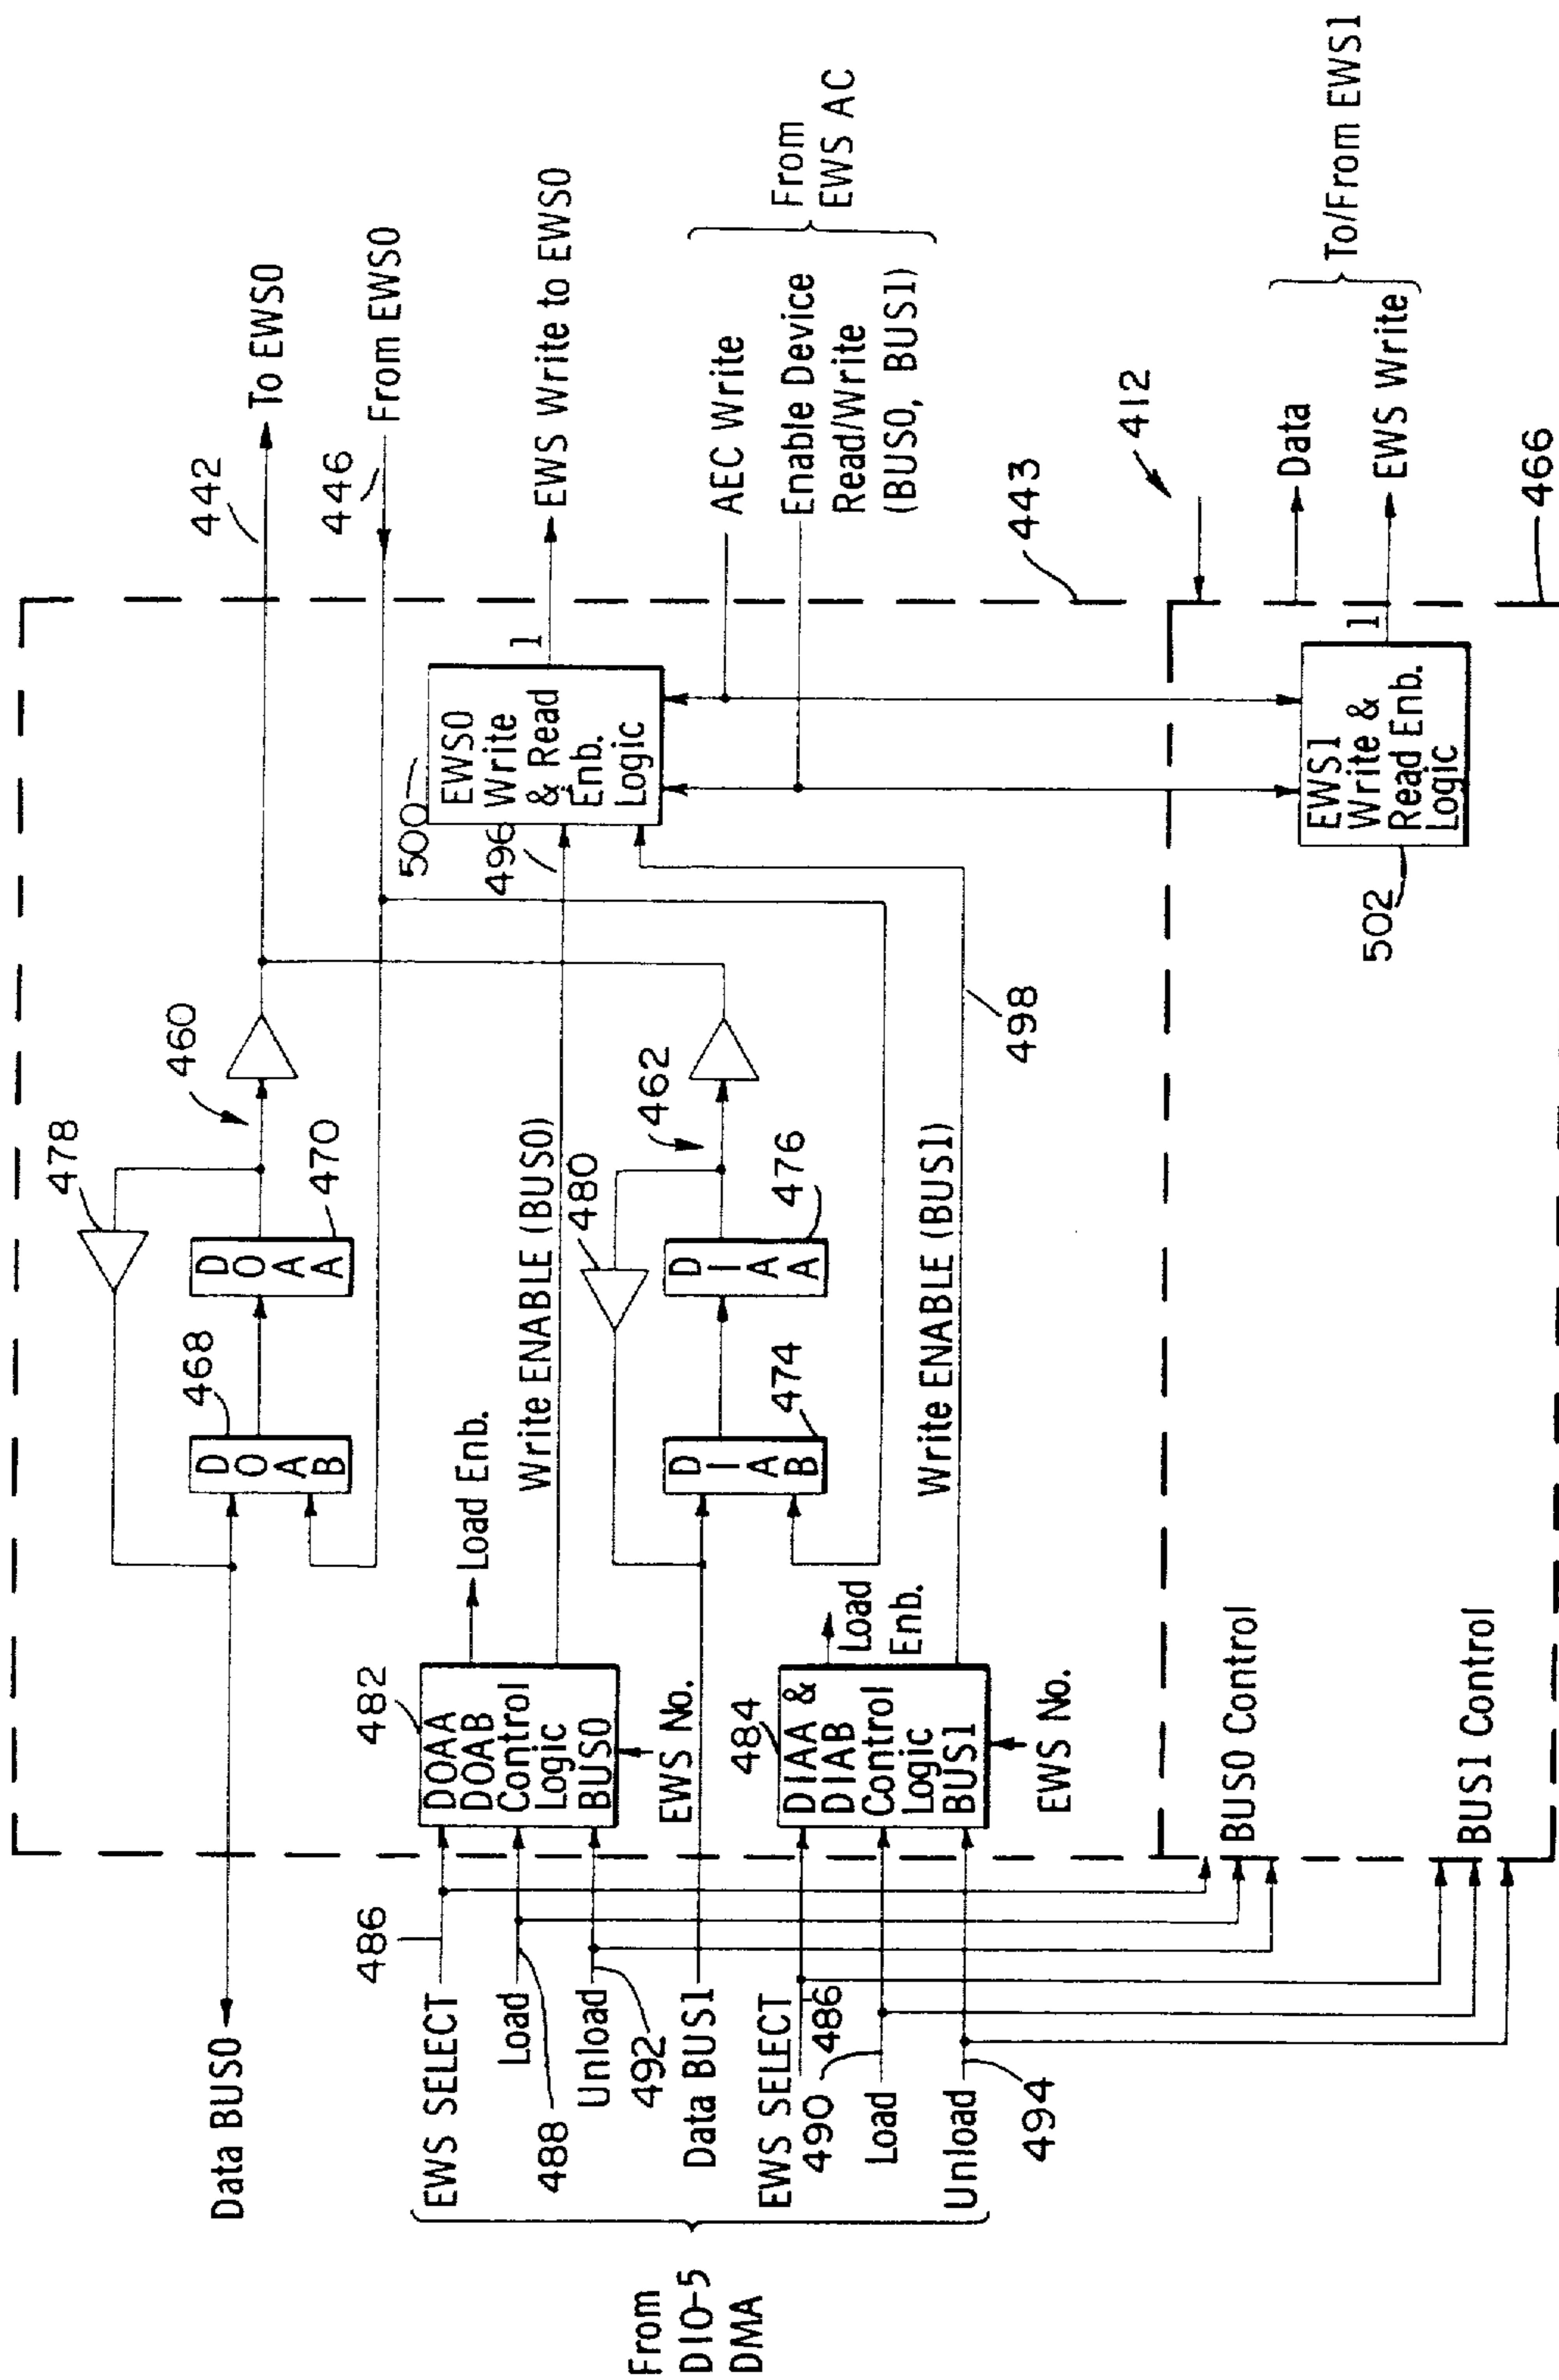 Data BUS0
From
DIO-5
DMA
EWS SELECT
486
Load
488
Unload
492
Data BUS1
EWS SELECT
486
490
Load
Unload
494
478
468
D
O
A
B
470
D
O
A
A
460
442
To EWS0
446
From EWS0
482
DOAA
DOAB
Control
Logic
BUS0
Load Enb.
EWS No.
Write ENABLE (BUS0)
496
500
EWS0
Write
& Read
Enb.
Logic
1
EWS Write to EWS0
480
474
D
I
A
B
476
D
I
A
A
462
AEC Write
Enable Device
Read/Write
(BUS0, BUS1)
From
EWS AC
484
DIAA &
DIAB
Control
Logic
BUS1
Load
Enb.
EWS No.
Write ENABLE (BUS1)
498
443
412
BUS0 Control
BUS1 Control
502
EWS1
Write &
Read Enb.
Logic
1
Data
EWS Write
To/From EWS1
466